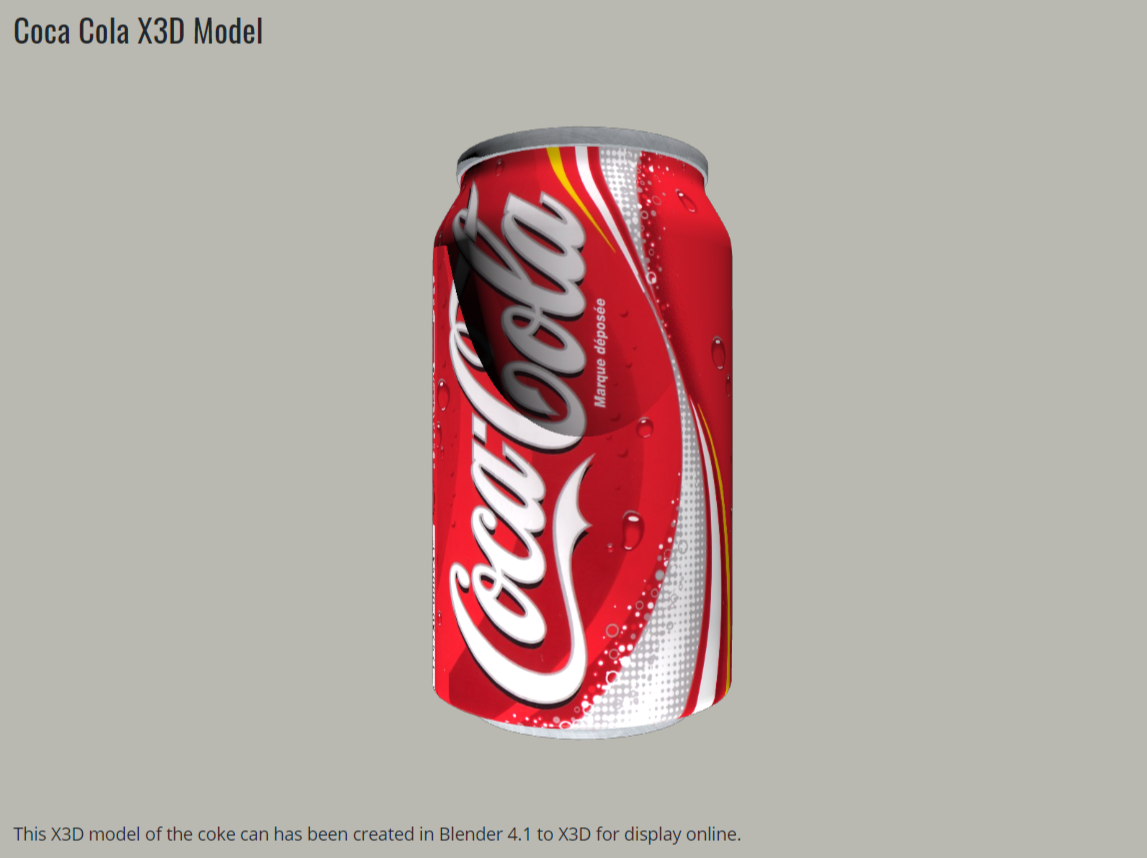 Coca Cola X3D Model
Coca-Cola
Marque déposée
This X3D model of the coke can has been created in Blender 4.1 to X3D for display online.